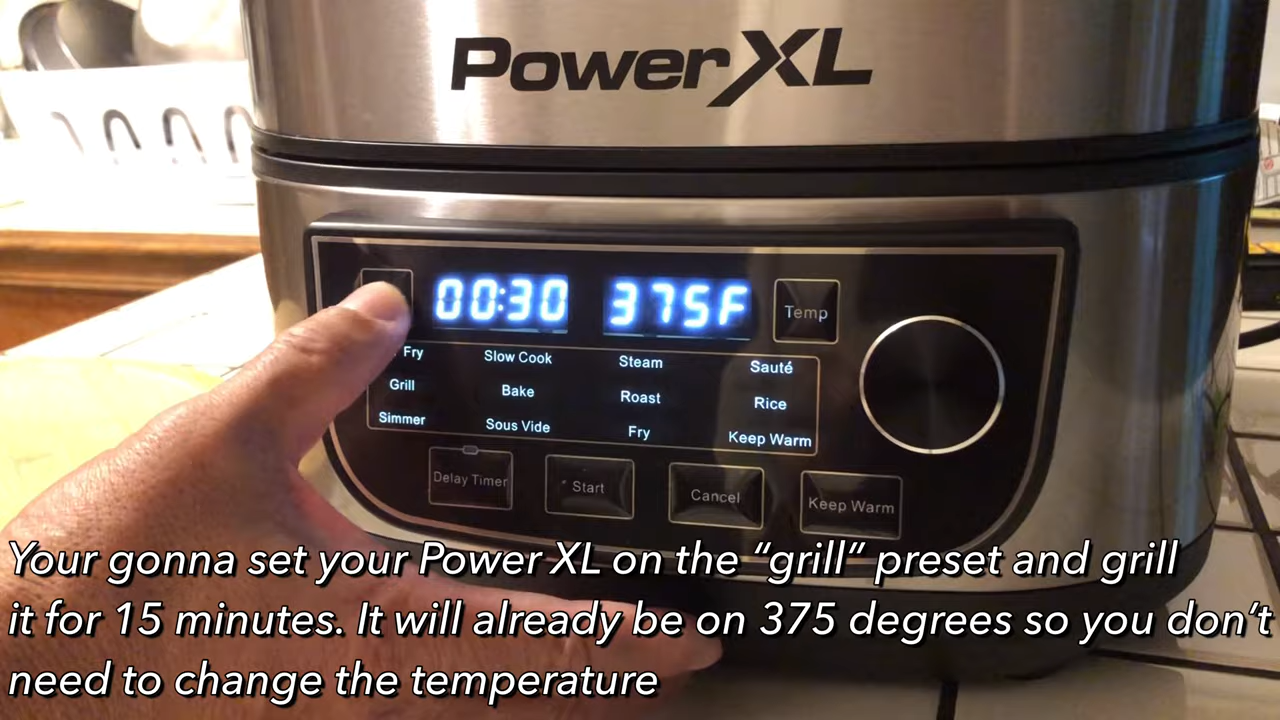 PowerXL
00:30 375F
Temp
Fry Slow Cook Steam Sauté
Grill Bake Roast Rice
Simmer Sous Vide Fry Keep Warm
Delay Timer Start Cancel Keep Warm
Your gonna set your Power XL on the “grill” preset and grill
it for 15 minutes. It will already be on 375 degrees so you don’t
need to change the temperature